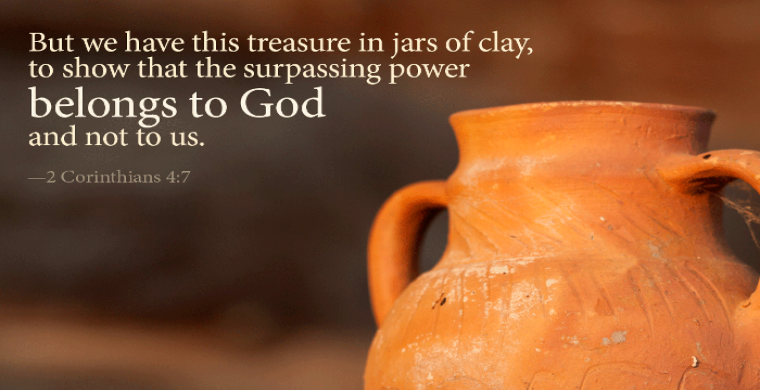 But we have this treasure in jars of clay,
to show that the surpassing power
belongs to God
and not to us.
—2 Corinthians 4:7